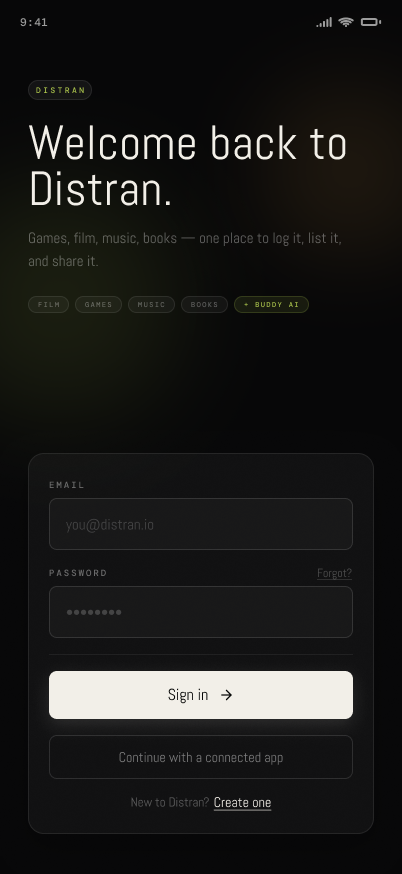 9:41
DISTRAN
Welcome back to
Distran.
Games, film, music, books — one place to log it, list it,
and share it.
FILM GAMES MUSIC BOOKS + BUDDY AI
EMAIL
you@distran.io
PASSWORD Forgot?
Sign in →
Continue with a connected app
New to Distran? Create one